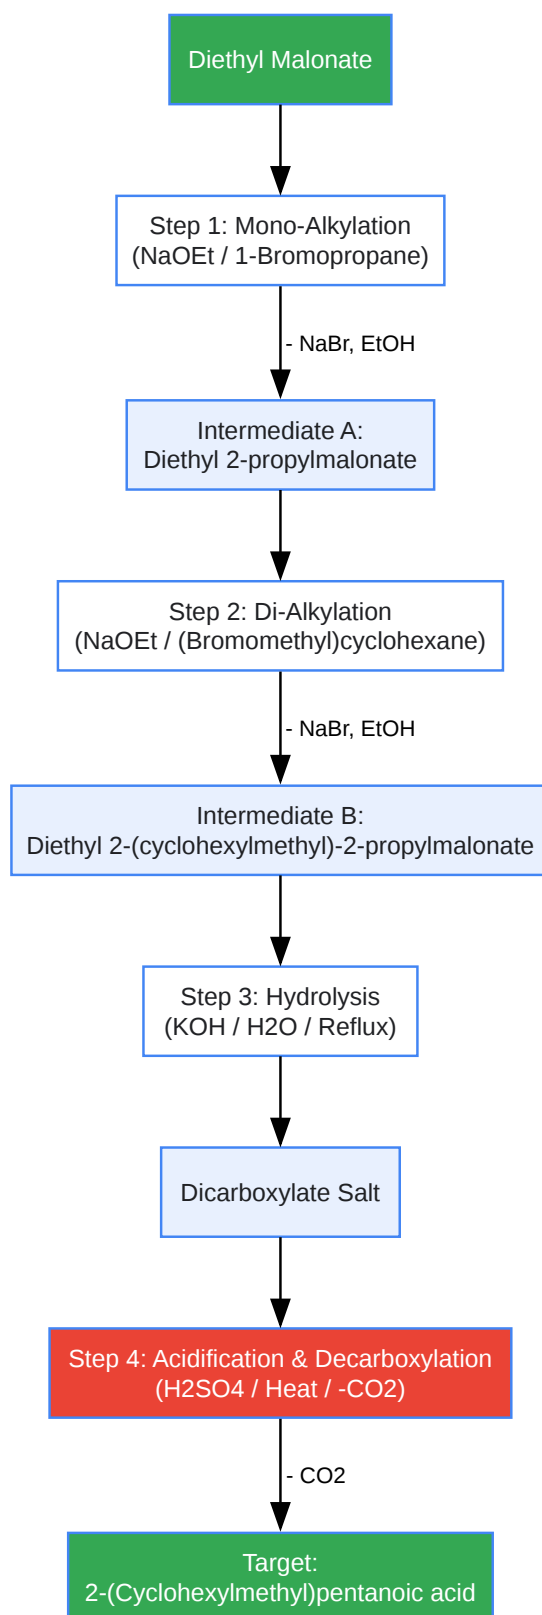 Diethyl Malonate
Step 1: Mono-Alkylation
(NaOEt / 1-Bromopropane)
- NaBr, EtOH
Intermediate A:
Diethyl 2-propylmalonate
Step 2: Di-Alkylation
(NaOEt / (Bromomethyl)cyclohexane)
- NaBr, EtOH
Intermediate B:
Diethyl 2-(cyclohexylmethyl)-2-propylmalonate
Step 3: Hydrolysis
(KOH / H2O / Reflux)
Dicarboxylate Salt
Step 4: Acidification & Decarboxylation
(H2SO4 / Heat / -CO2)
- CO2
Target:
2-(Cyclohexylmethyl)pentanoic acid